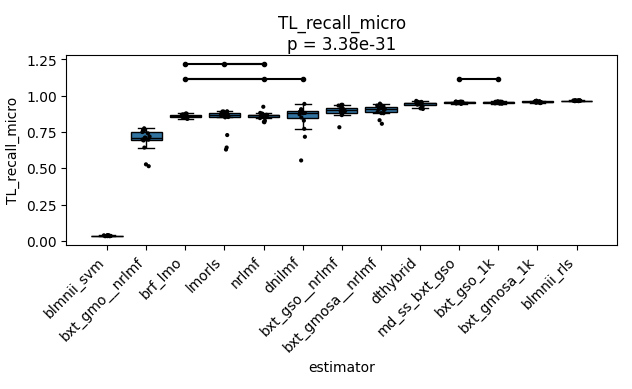 TL_recall_micro
p = 3.38e-31
TL_recall_micro
1.25
1.00
0.75
0.50
0.25
0.00
blmnii_svm
bxt_gmo__nrlmf
brf_lmo
lmorls
nrlmf
dnilmf
bxt_gso__nrlmf
bxt_gmosa__nrlmf
dthybrid
md_ss_bxt_gso
bxt_gso_1k
bxt_gmosa_1k
blmnii_rls
estimator